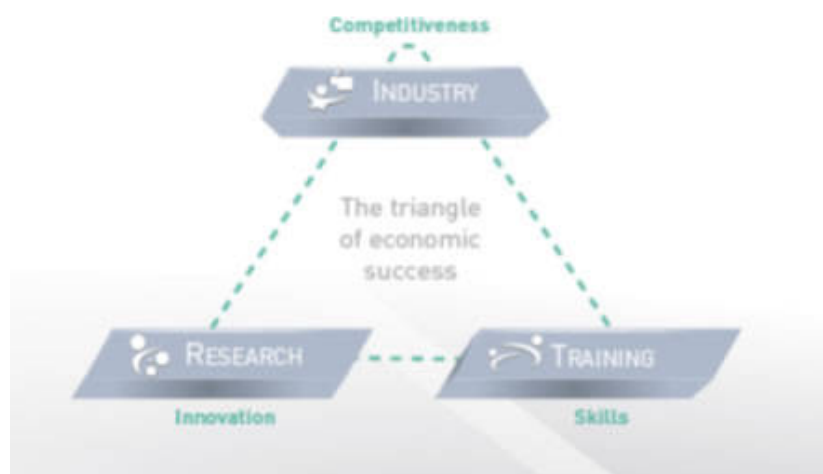 Competitiveness
INDUSTRY
The triangle
of economic
success
RESEARCH
TRAINING
Innovation
Skills